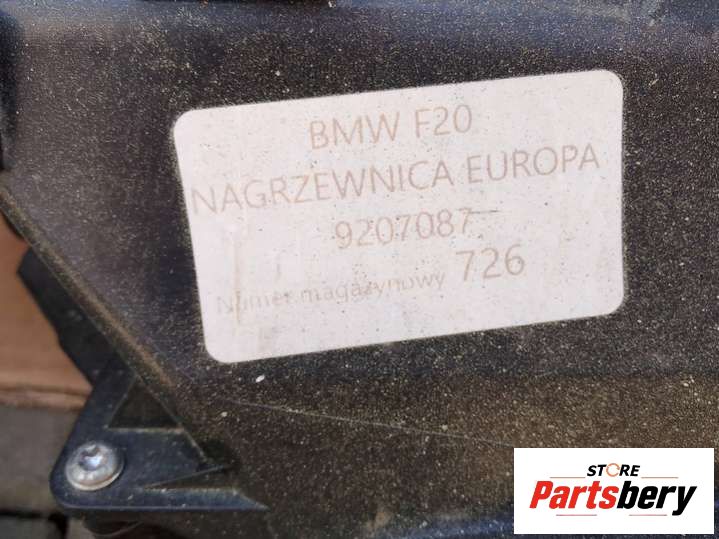 BMW F20
NAGRZEWNICA EUROPA
9207087
Numer magazynowy 726
STORE
Partsbery